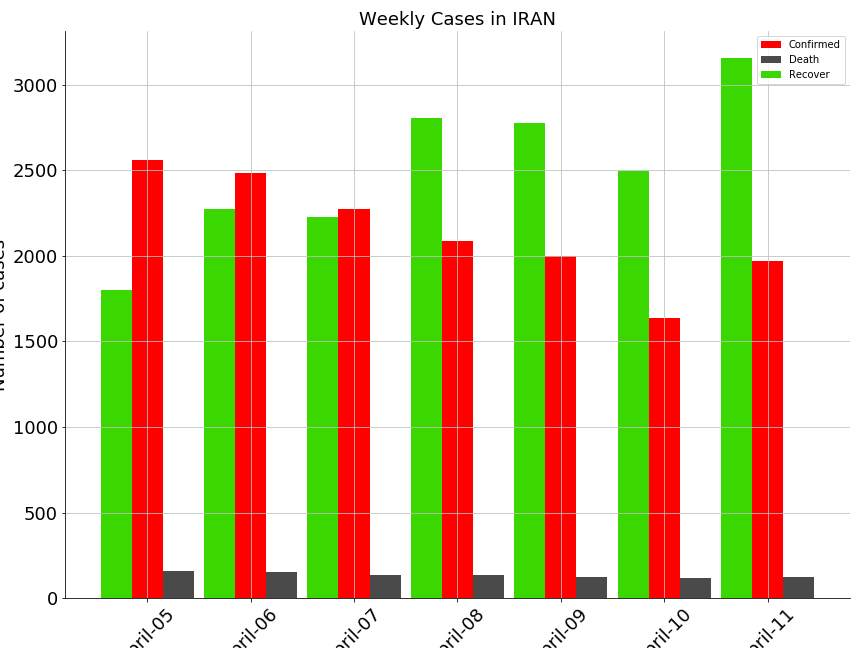 Weekly Cases in IRAN
Confirmed
Death
Recover
3000
2500
2000
1500
1000
500
0
Number of cases
pril-05
pril-06
pril-07
pril-08
pril-09
pril-10
pril-11